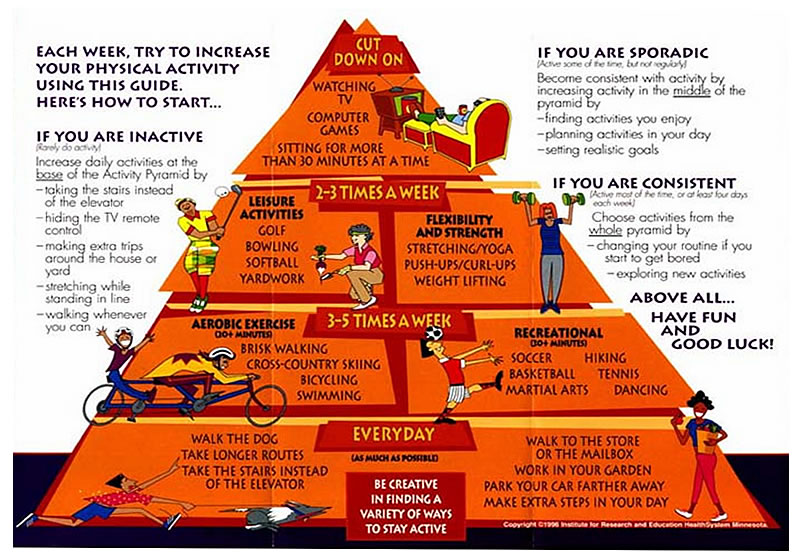 EACH WEEK, TRY TO INCREASE
YOUR PHYSICAL ACTIVITY
USING THIS GUIDE.
HERE'S HOW TO START...
IF YOU ARE INACTIVE
(Rarely do activity)
Increase daily activities at the
base of the Activity Pyramid by
–taking the stairs instead
of the elevator
–hiding the TV remote
control
–making extra trips
around the house or
yard
–stretching while
standing in line
–walking whenever
you can
CUT
DOWN ON
WATCHING
TV
COMPUTER
GAMES
SITTING FOR MORE
THAN 30 MINUTES AT A TIME
IF YOU ARE SPORADIC
(Active some of the time, but not regularly)
Become consistent with activity by
increasing activity in the middle of the
pyramid by
–finding activities you enjoy
–planning activities in your day
–setting realistic goals
IF YOU ARE CONSISTENT
(Active most of the time, or at least four days
each week)
Choose activities from the
whole pyramid by
–changing your routine if you
start to get bored
–exploring new activities
ABOVE ALL...
HAVE FUN
AND
GOOD LUCK!
2–3 TIMES A WEEK
LEISURE
ACTIVITIES
GOLF
BOWLING
SOFTBALL
YARDWORK
FLEXIBILITY
AND STRENGTH
STRETCHING/YOGA
PUSH-UPS/CURL-UPS
WEIGHT LIFTING
3–5 TIMES A WEEK
AEROBIC EXERCISE
(20+ MINUTES)
BRISK WALKING
CROSS-COUNTRY SKIING
BICYCLING
SWIMMING
RECREATIONAL
(30+ MINUTES)
SOCCER HIKING
BASKETBALL TENNIS
MARTIAL ARTS DANCING
EVERYDAY
(AS MUCH AS POSSIBLE)
WALK THE DOG
TAKE LONGER ROUTES
TAKE THE STAIRS INSTEAD
OF THE ELEVATOR
BE CREATIVE
IN FINDING A
VARIETY OF WAYS
TO STAY ACTIVE
WALK TO THE STORE
OR THE MAILBOX
WORK IN YOUR GARDEN
PARK YOUR CAR FARTHER AWAY
MAKE EXTRA STEPS IN YOUR DAY
Copyright ©1996 Institute for Research and Education HealthSystem Minnesota.